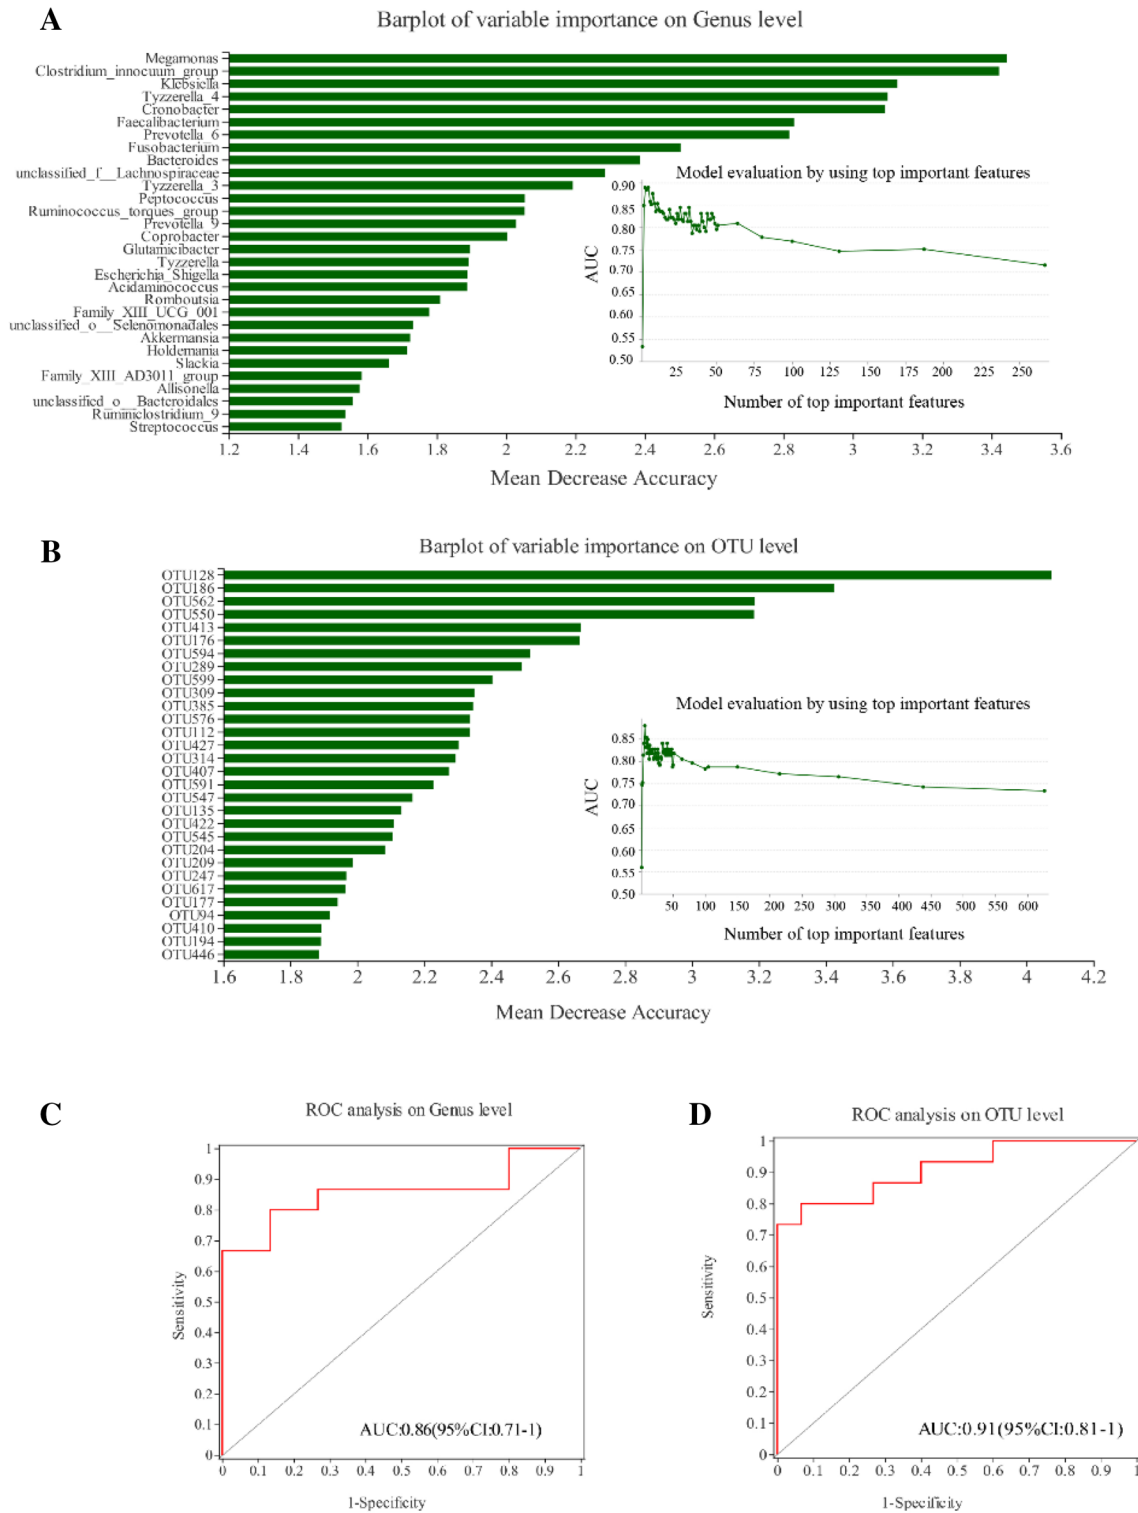 A
Barplot of variable importance on Genus level
Megamonas
Clostridium_innocuum_group
Klebsiella
Tyzzerella_4
Cronobacter
Faecalibacterium
Prevotella_6
Fusobacterium
Bacteroides
unclassified_f__Lachnospiraceae
Tyzzerella_3
Peptococcus
Ruminococcus_torques_group
Prevotella_9
Coprobacter
Glutamicibacter
Tyzzerella
Escherichia_Shigella
Acidaminococcus
Romboutsia
Family_XIII_UCG_001
unclassified_o__Selenomonadales
Akkermansia
Holdemania
Slackia
Family_XIII_AD3011_group
Allisonella
unclassified_o__Bacteroidales
Ruminiclostridium_9
Streptococcus
1.2 1.4 1.6 1.8 2 2.2 2.4 2.6 2.8 3 3.2 3.4 3.6
Mean Decrease Accuracy
Model evaluation by using top important features
0.90
0.85
0.80
0.75
0.70
0.65
0.60
0.55
0.50
AUC
25 50 75 100 125 150 175 200 225 250
Number of top important features
B
Barplot of variable importance on OTU level
OTU128
OTU186
OTU562
OTU550
OTU413
OTU176
OTU594
OTU289
OTU599
OTU309
OTU385
OTU576
OTU112
OTU427
OTU314
OTU407
OTU591
OTU547
OTU135
OTU422
OTU545
OTU204
OTU209
OTU247
OTU617
OTU177
OTU94
OTU410
OTU194
OTU446
1.6 1.8 2 2.2 2.4 2.6 2.8 3 3.2 3.4 3.6 3.8 4 4.2
Mean Decrease Accuracy
Model evaluation by using top important features
0.85
0.80
0.75
0.70
0.65
0.60
0.55
0.50
AUC
50 100 150 200 250 300 350 400 450 500 550 600
Number of top important features
C
ROC analysis on Genus level
1
0.9
0.8
0.7
0.6
0.5
0.4
0.3
0.2
0.1
0
Sensitivity
AUC:0.86(95%CI:0.71-1)
0 0.1 0.2 0.3 0.4 0.5 0.6 0.7 0.8 0.9 1
1-Specificity
D
ROC analysis on OTU level
1
0.9
0.8
0.7
0.6
0.5
0.4
0.3
0.2
0.1
0
Sensitivity
AUC:0.91(95%CI:0.81-1)
0 0.1 0.2 0.3 0.4 0.5 0.6 0.7 0.8 0.9 1
1-Specificity